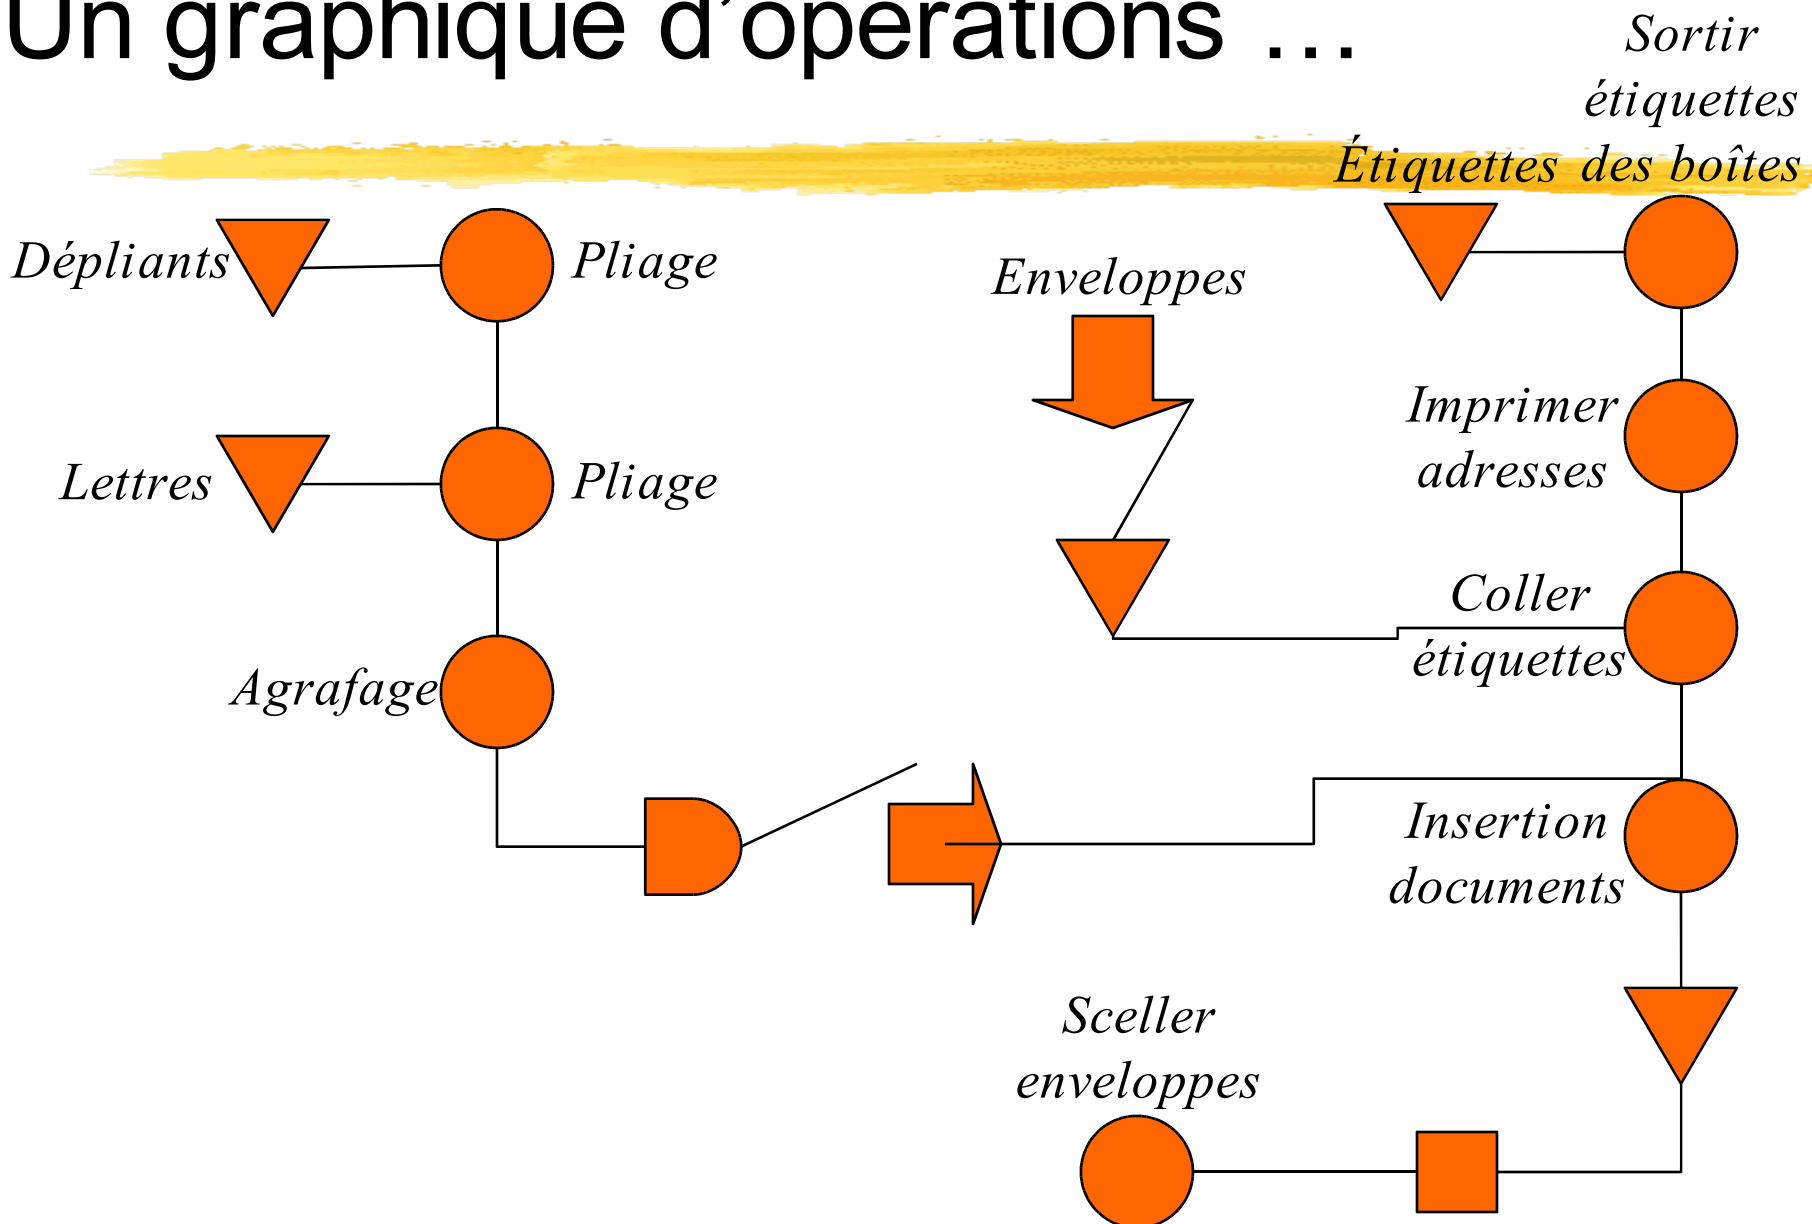 Un graphique d’opérations …
Sortir
étiquettes
Étiquettes des boîtes
Dépliants
Pliage
Enveloppes
Imprimer
adresses
Lettres
Pliage
Coller
étiquettes
Agrafage
Insertion
documents
Sceller
enveloppes